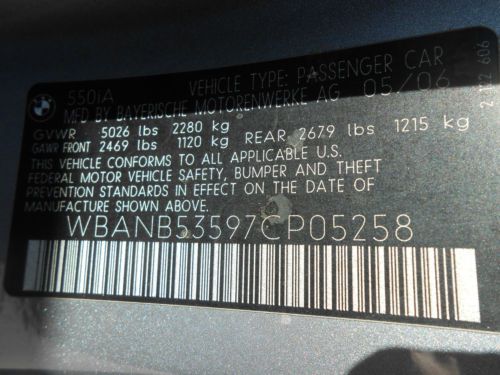 BMW
550iA VEHICLE TYPE: PASSENGER CAR
MFD BY BAYERISCHE MOTORENWERKE AG 05/06
GVWR 5026 lbs 2280 kg
GAWR FRONT 2469 lbs 1120 kg REAR 2679 lbs 1215 kg
THIS VEHICLE CONFORMS TO ALL APPLICABLE U.S.
FEDERAL MOTOR VEHICLE SAFETY, BUMPER AND THEFT
PREVENTION STANDARDS IN EFFECT ON THE DATE OF
MANUFACTURE SHOWN ABOVE.
WBANB53597CP05258